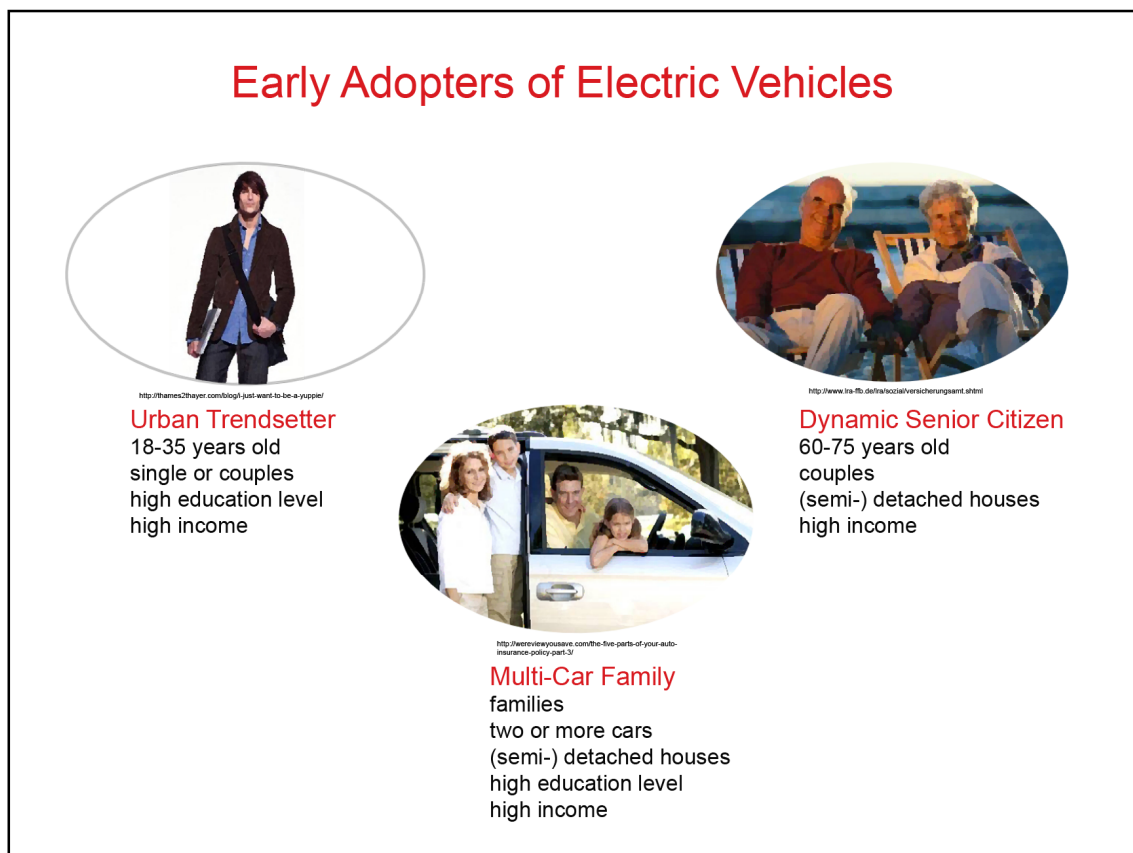 Early Adopters of Electric Vehicles
http://thames2thayer.com/blog/i-just-want-to-be-a-yuppie/
Urban Trendsetter
18-35 years old
single or couples
high education level
high income
http://wereviewyousave.com/the-five-parts-of-your-auto-
insurance-policy-part-3/
Multi-Car Family
families
two or more cars
(semi-) detached houses
high education level
high income
http://www.lra-ffb.de/lra/sozial/versicherungsamt.shtml
Dynamic Senior Citizen
60-75 years old
couples
(semi-) detached houses
high income